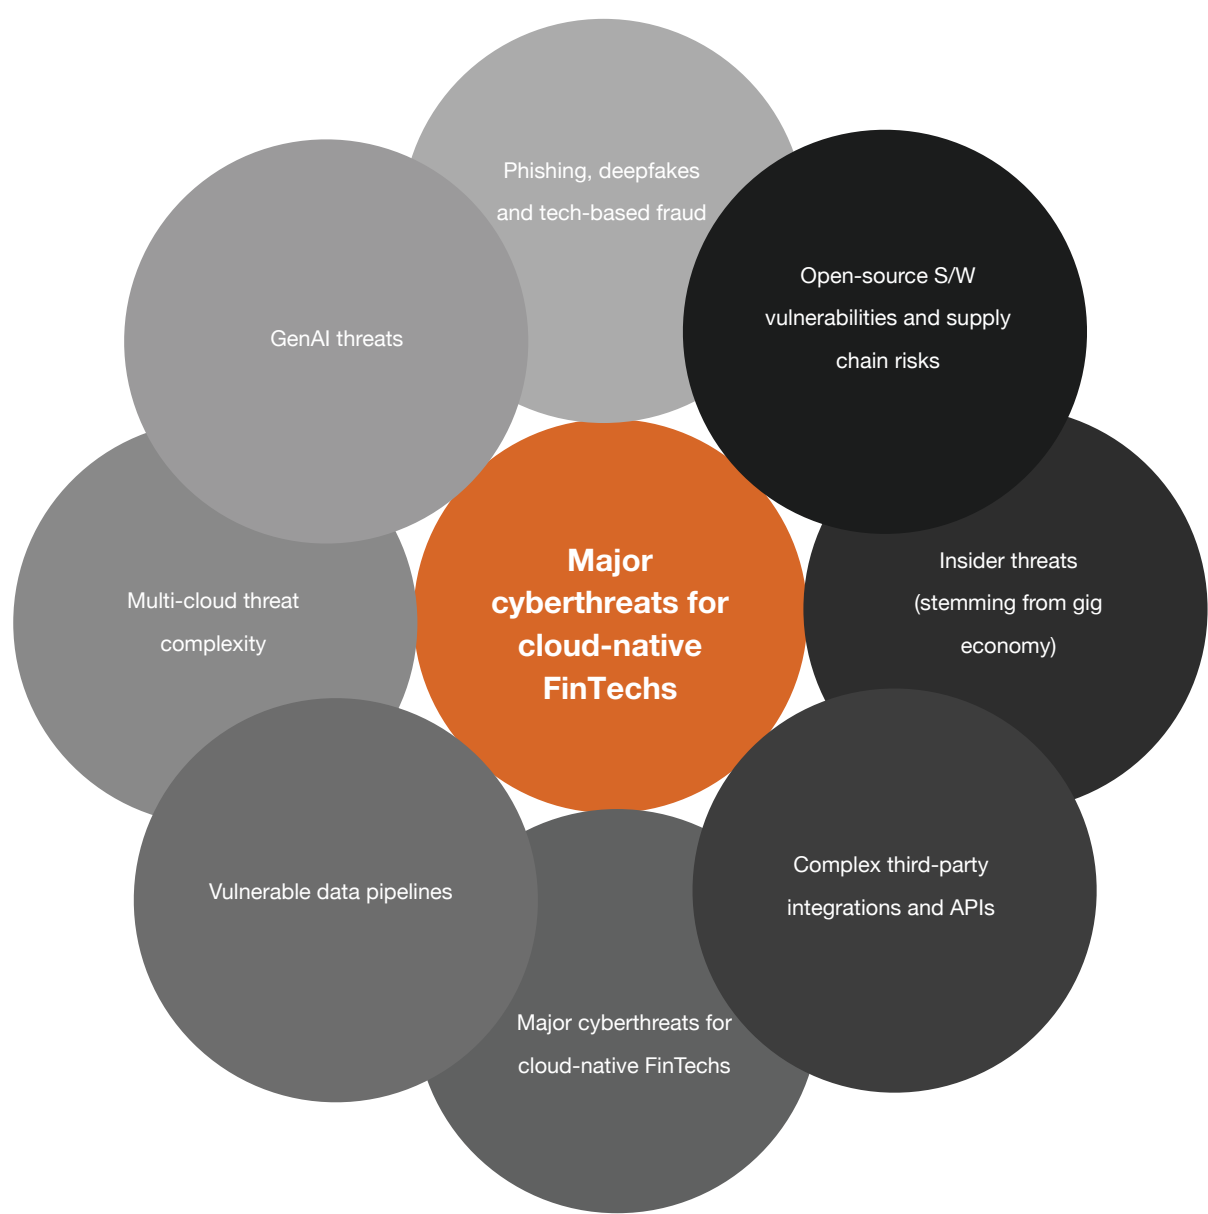 Phishing, deepfakes
and tech-based fraud
Open-source S/W
vulnerabilities and supply
chain risks
GenAI threats
Insider threats
(stemming from gig
economy)
Major
cyberthreats for
cloud-native
FinTechs
Multi-cloud threat
complexity
Complex third-party
integrations and APIs
Vulnerable data pipelines
Major cyberthreats for
cloud-native FinTechs